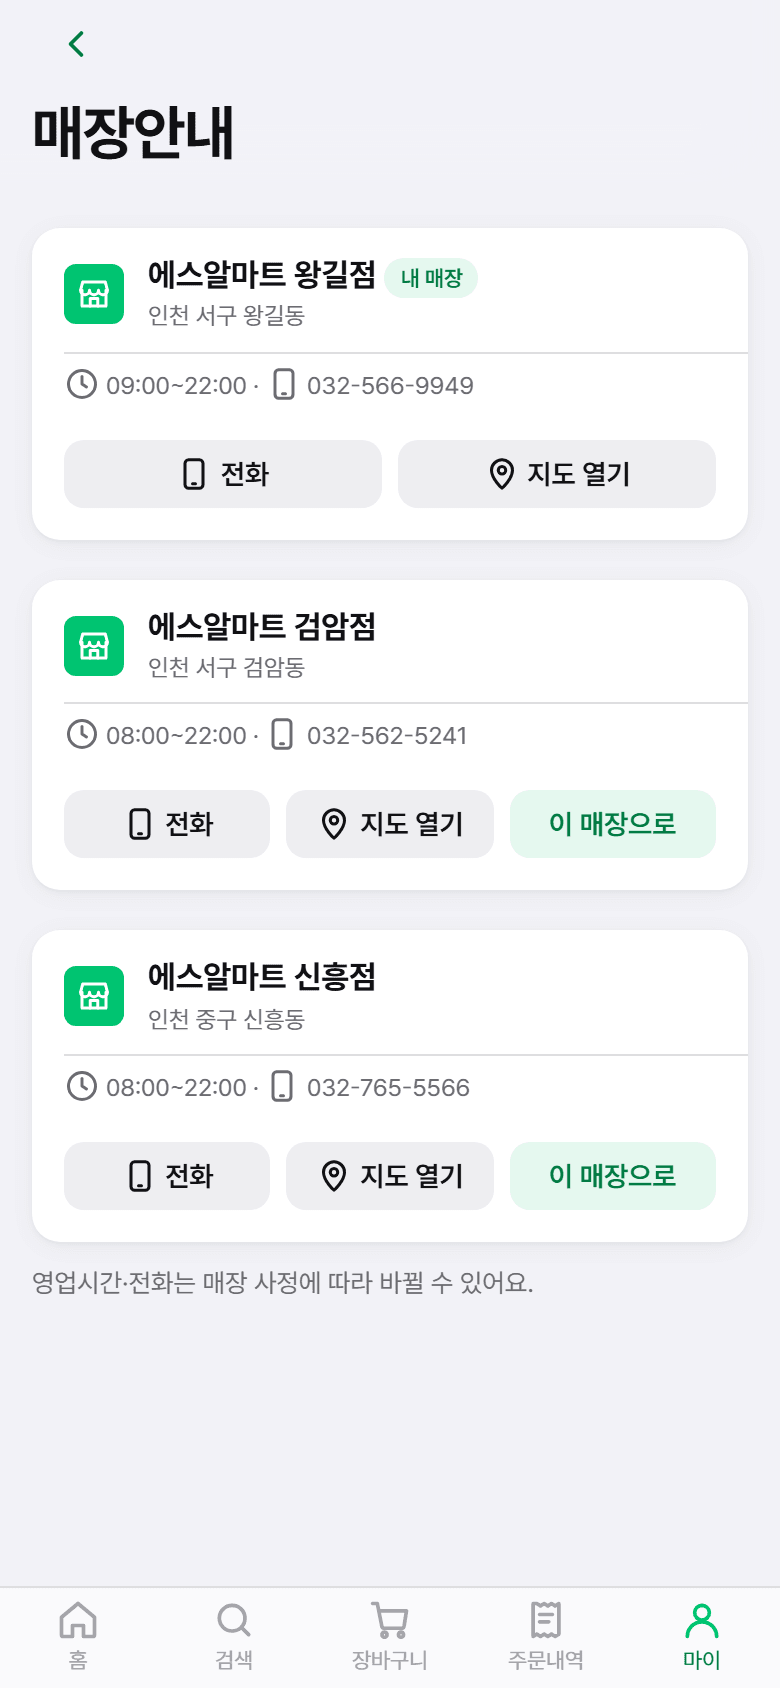 매장안내
에스알마트 왕길점 내 매장
인천 서구 왕길동
09:00~22:00 · 032-566-9949
전화 지도 열기
에스알마트 검암점
인천 서구 검암동
08:00~22:00 · 032-562-5241
전화 지도 열기 이 매장으로
에스알마트 신흥점
인천 중구 신흥동
08:00~22:00 · 032-765-5566
전화 지도 열기 이 매장으로
영업시간·전화는 매장 사정에 따라 바뀔 수 있어요.
홈 검색 장바구니 주문내역 마이